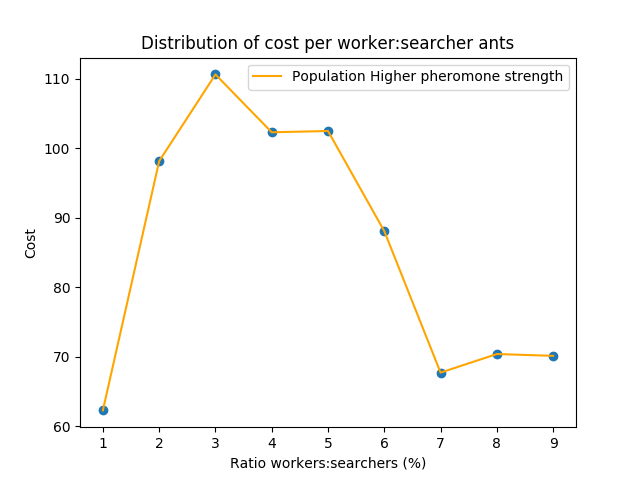 Distribution of cost per worker:searcher ants
Population Higher pheromone strength
110
100
90
80
70
60
Cost
1 2 3 4 5 6 7 8 9
Ratio workers:searchers (%)